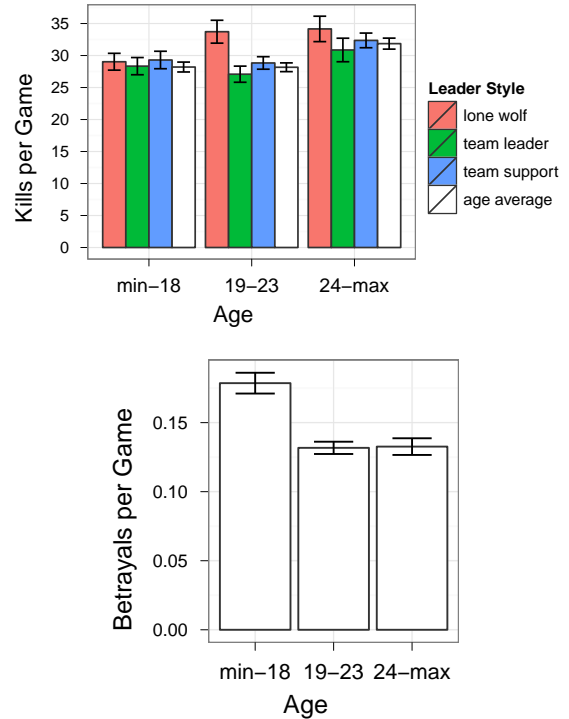 35
30
25
20
15
10
5
0
Kills per Game
min−18 19−23 24−max
Age
Leader Style
lone wolf
team leader
team support
age average
0.15
0.10
0.05
0.00
Betrayals per Game
min−18 19−23 24−max
Age